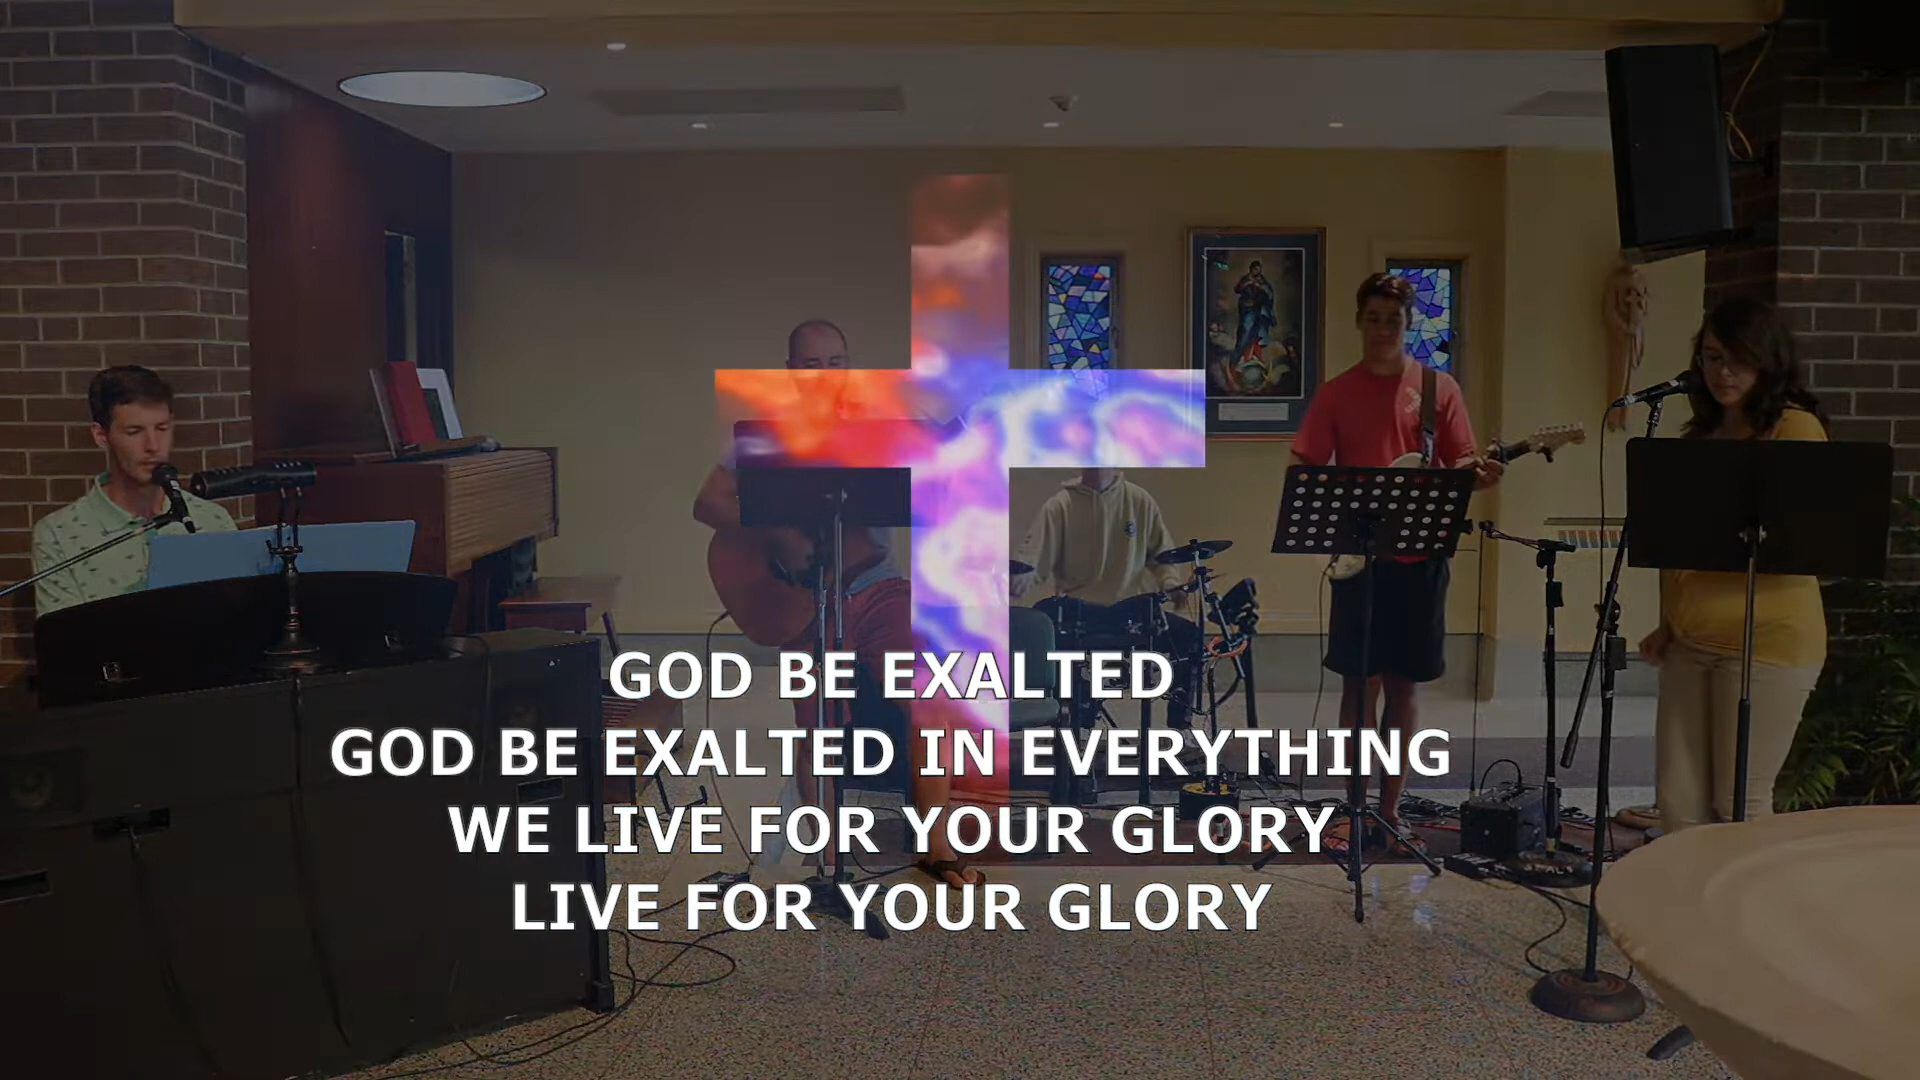 GOD BE EXALTED
GOD BE EXALTED IN EVERYTHING
WE LIVE FOR YOUR GLORY
LIVE FOR YOUR GLORY